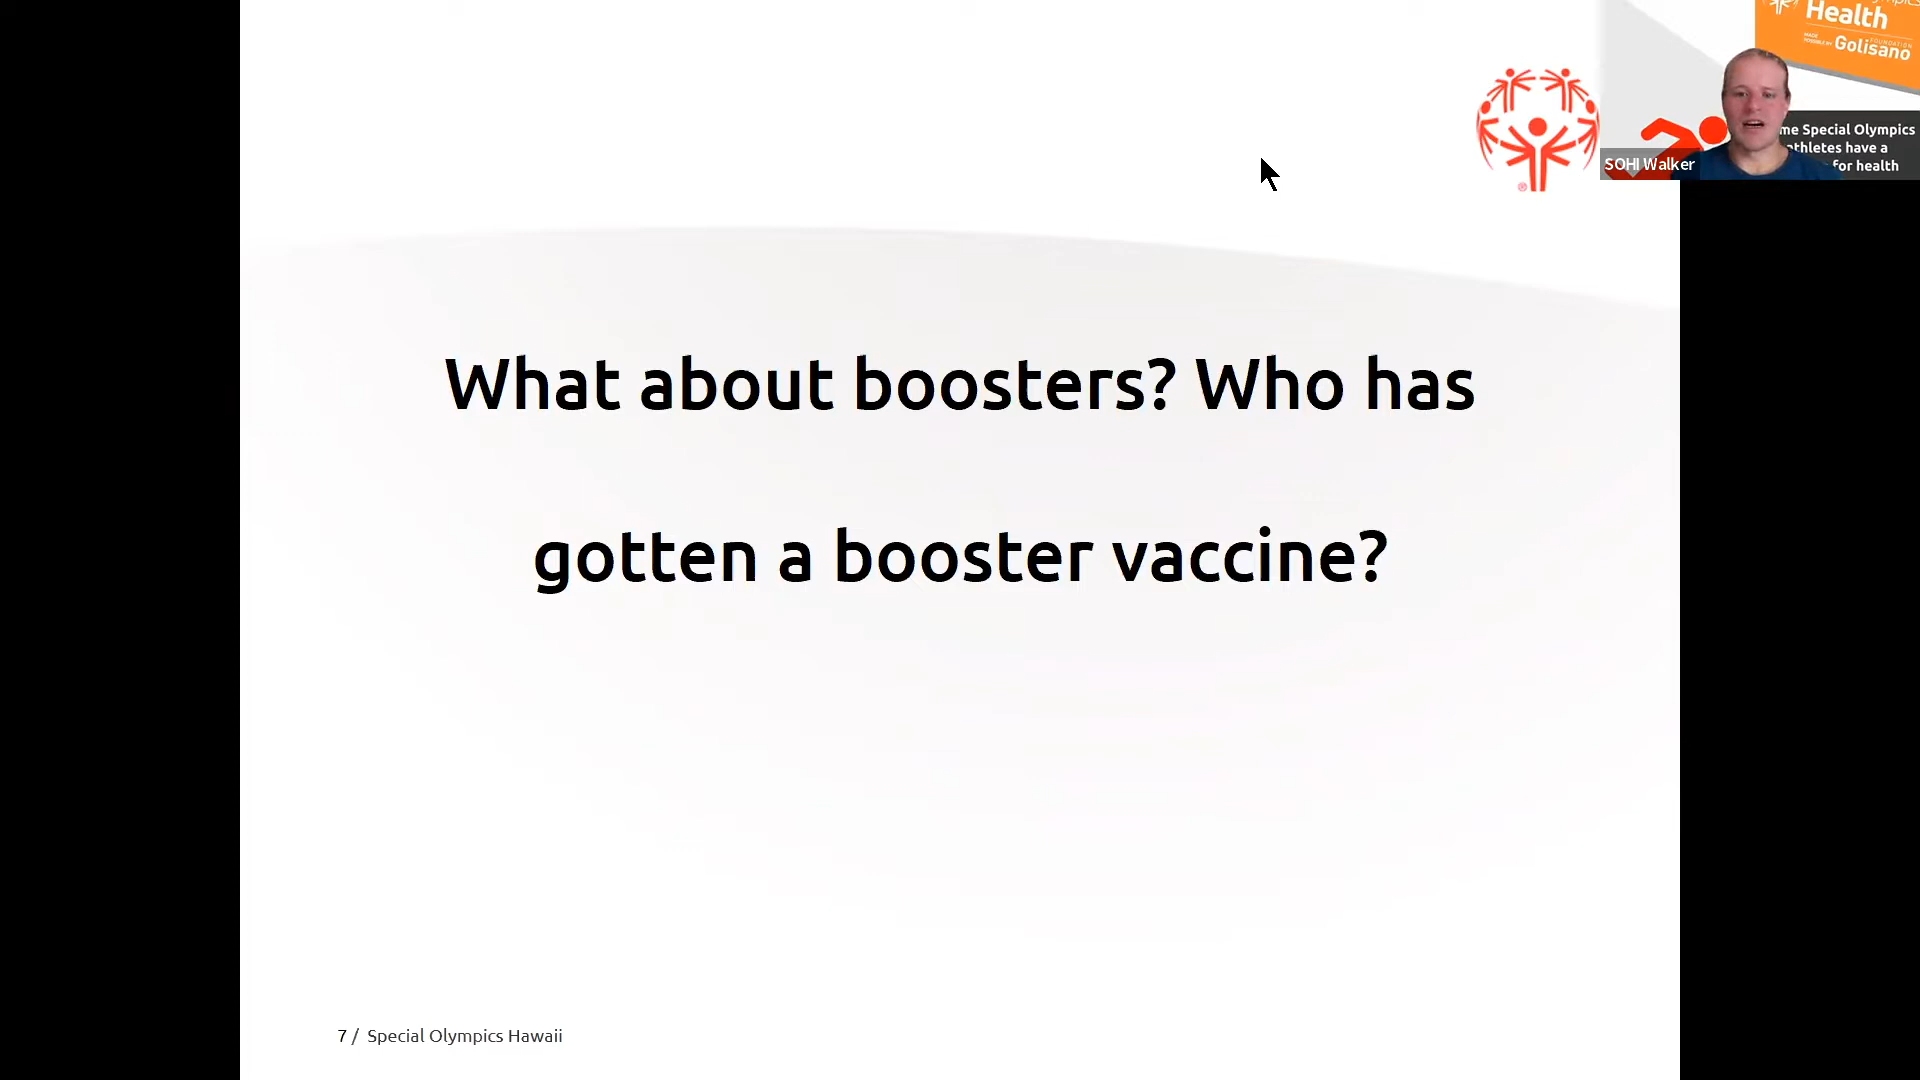 Health
Golisano
me Special Olympics
athletes have a
for health
SOHI Walker
What about boosters? Who has
gotten a booster vaccine?
7 / Special Olympics Hawaii